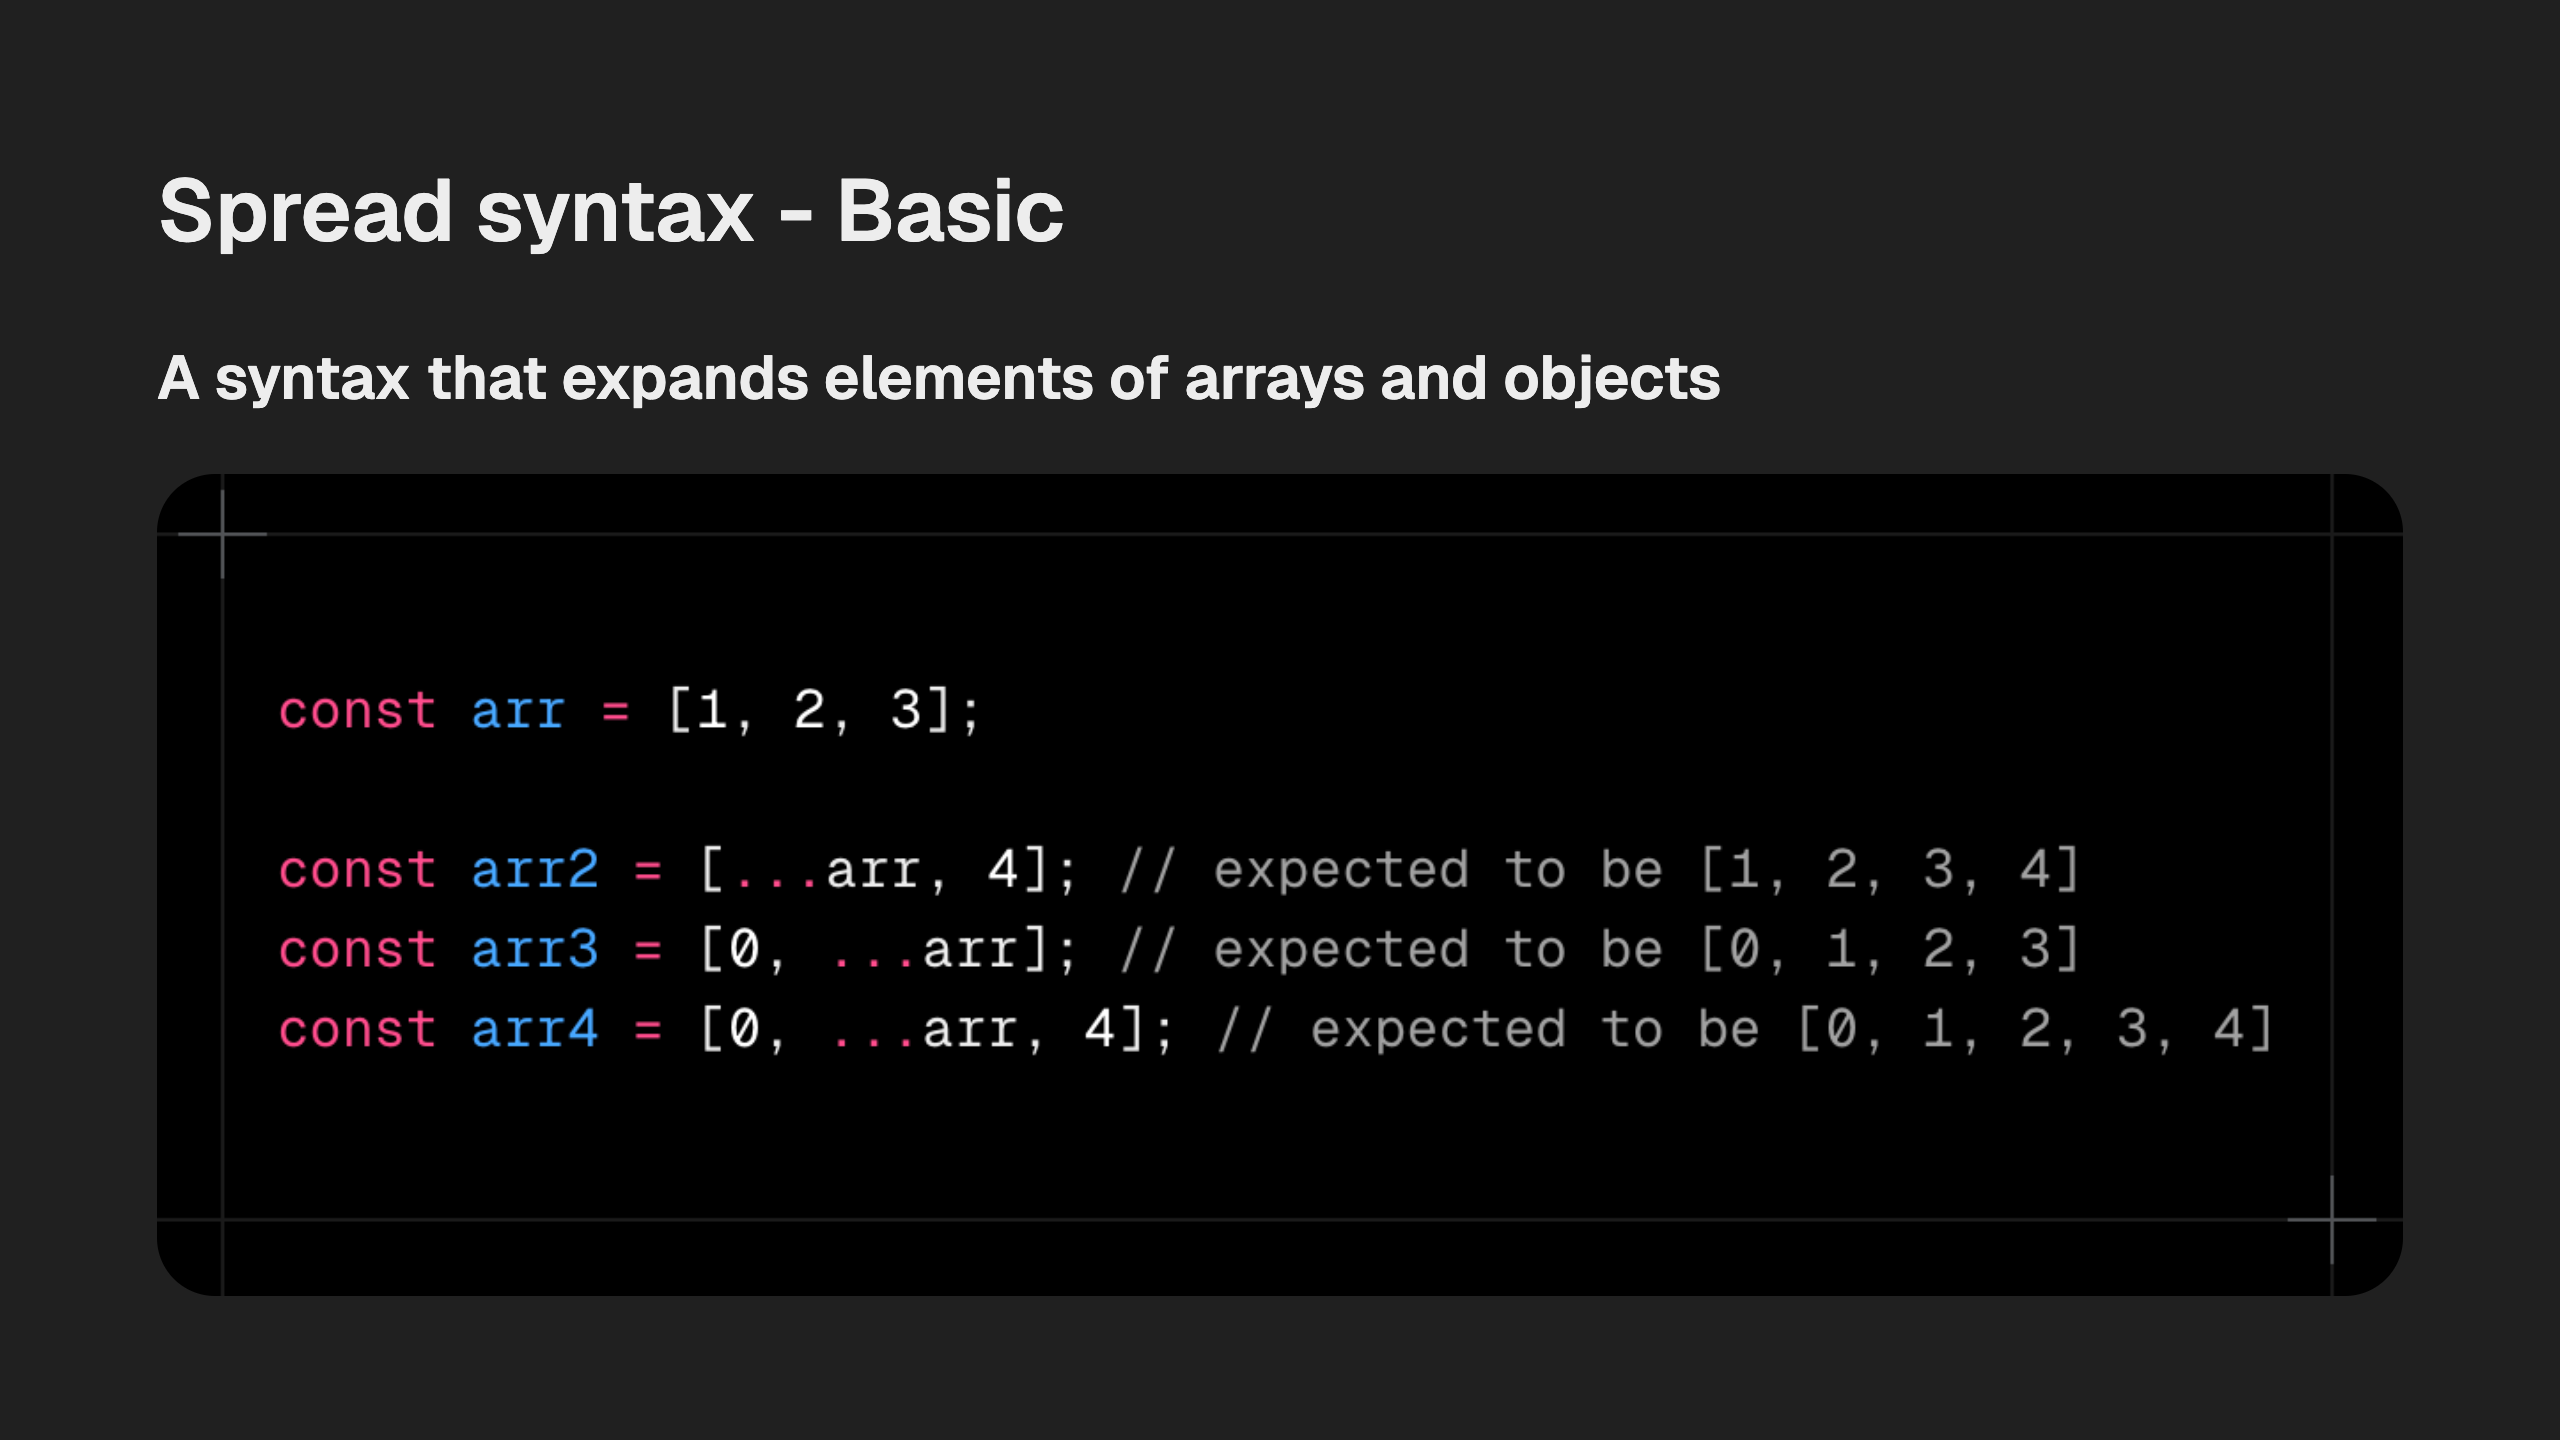 Spread syntax - Basic
A syntax that expands elements of arrays and objects
const arr = [1, 2, 3];
const arr2 = [...arr, 4]; // expected to be [1, 2, 3, 4]
const arr3 = [0, ...arr]; // expected to be [0, 1, 2, 3]
const arr4 = [0, ...arr, 4]; // expected to be [0, 1, 2, 3, 4]